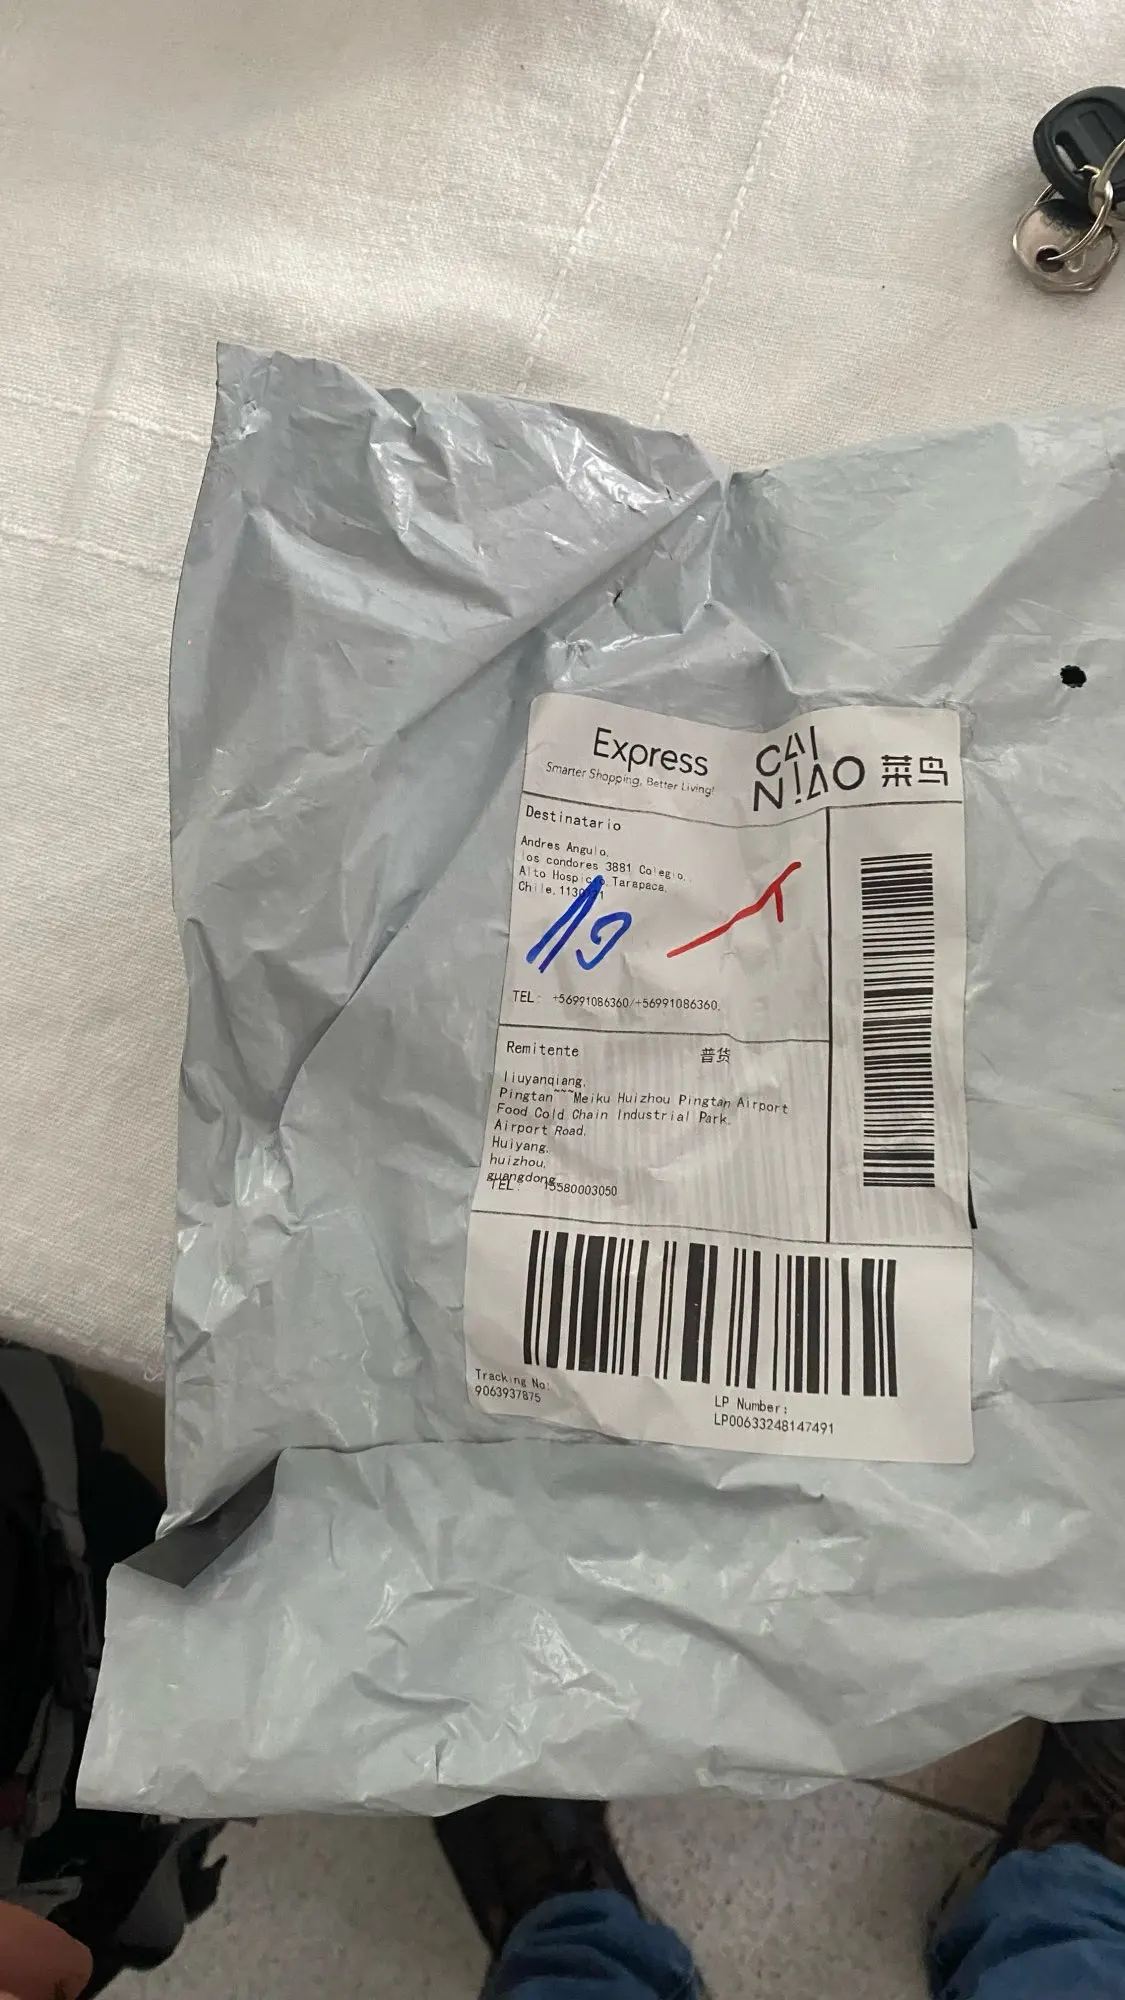 Express
Smarter Shopping, Better Living!
CAI
NIAO 菜鸟
Destinatario
Andres Angulo,
los condores 3881 Colegio,
Alto Hospicio, Tarapaca,
Chile,
TEL: +56991086360/+56991086360,
Remitente
普货
liuyanqiang,
Pingtan~~~Meiku Huizhou Pingtan Airport
Food Cold Chain Industrial Park,
Airport Road,
Huiyang,
huizhou,
guangdong,
TEL: 15580003050
Tracking No:
9063937875
LP Number:
LP00633248147491